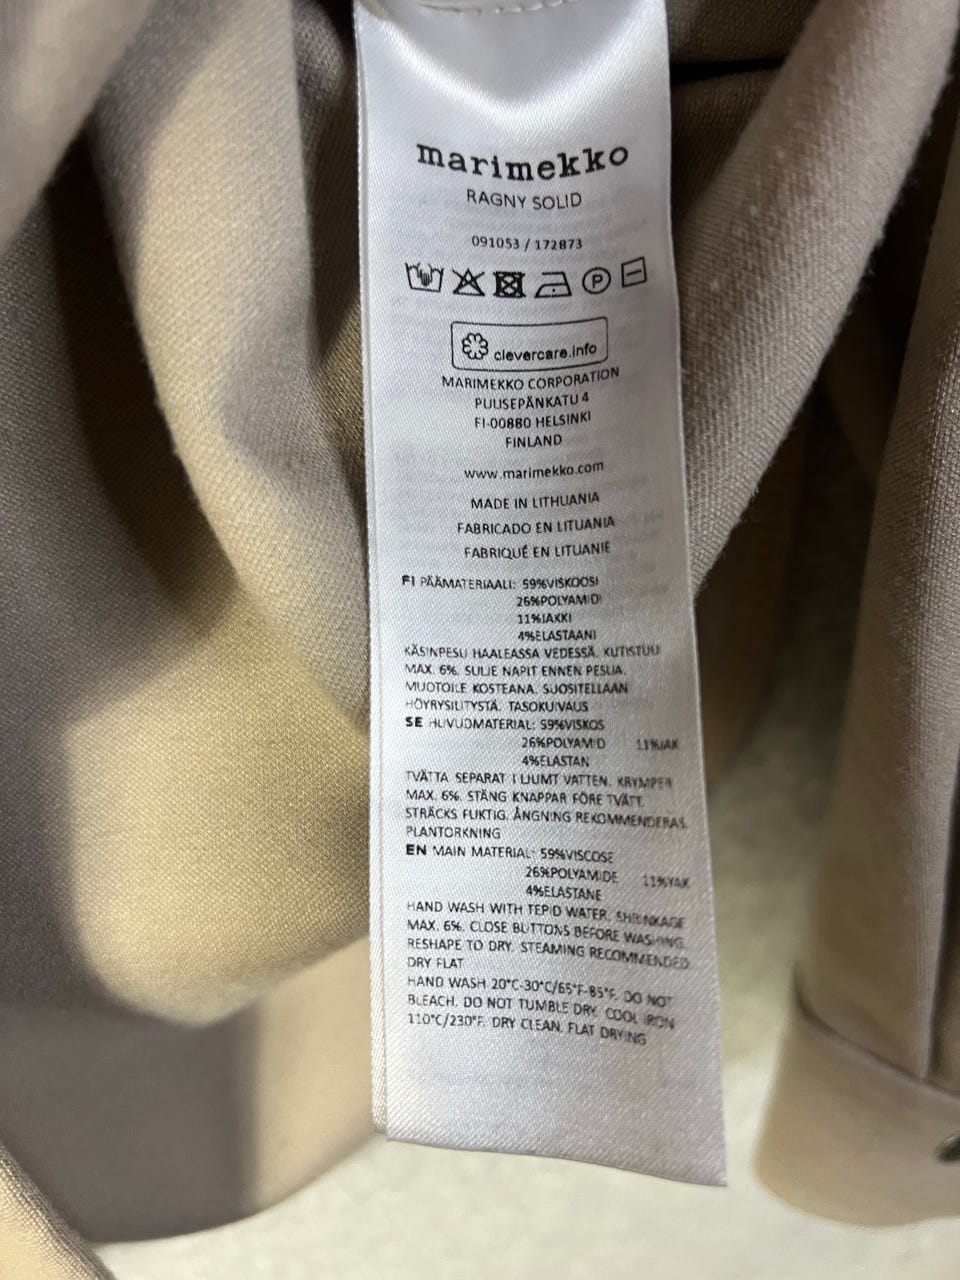 marimekko
RAGNY SOLID
091053 / 172873
P
clevercare.info
MARIMEKKO CORPORATION
PUUSEPÄNKATU 4
FI-00880 HELSINKI
FINLAND
www.marimekko.com
MADE IN LITHUANIA
FABRICADO EN LITUANIA
FABRIQUÉ EN LITUANIE
FI PÄÄMATERIAALI: 59%VISKOOSI
26%POLYAMIDI
11%JAKKI
4%ELASTAANI
KÄSINPESU HAALEASSA VEDESSÄ. KUTISTUU
MAX. 6%. SULJE NAPIT ENNEN PESUA.
MUOTOILE KOSTEANA. SUOSITELLAAN
HÖYRYSILITYSTÄ. TASOKUIVAUS
SE HUVUDMATERIAL: 59%VISKOS
26%POLYAMID 11%JAK
4%ELASTAN
TVÄTTA SEPARAT I LJUMT VATTEN. KRYMPER
MAX. 6%. STÄNG KNAPPAR FÖRE TVÄTT.
STRÄCKS FUKTIG. ÅNGNING REKOMMENDERAS.
PLANTORKNING
EN MAIN MATERIAL: 59%VISCOSE
26%POLYAMIDE 11%YAK
4%ELASTANE
HAND WASH WITH TEPID WATER. SHRINKAGE
MAX. 6%. CLOSE BUTTONS BEFORE WASHING.
RESHAPE TO DRY. STEAMING RECOMMENDED.
DRY FLAT
HAND WASH 20°C-30°C/65°F-85°F. DO NOT
BLEACH. DO NOT TUMBLE DRY. COOL IRON
110°C/230°F. DRY CLEAN. FLAT DRYING